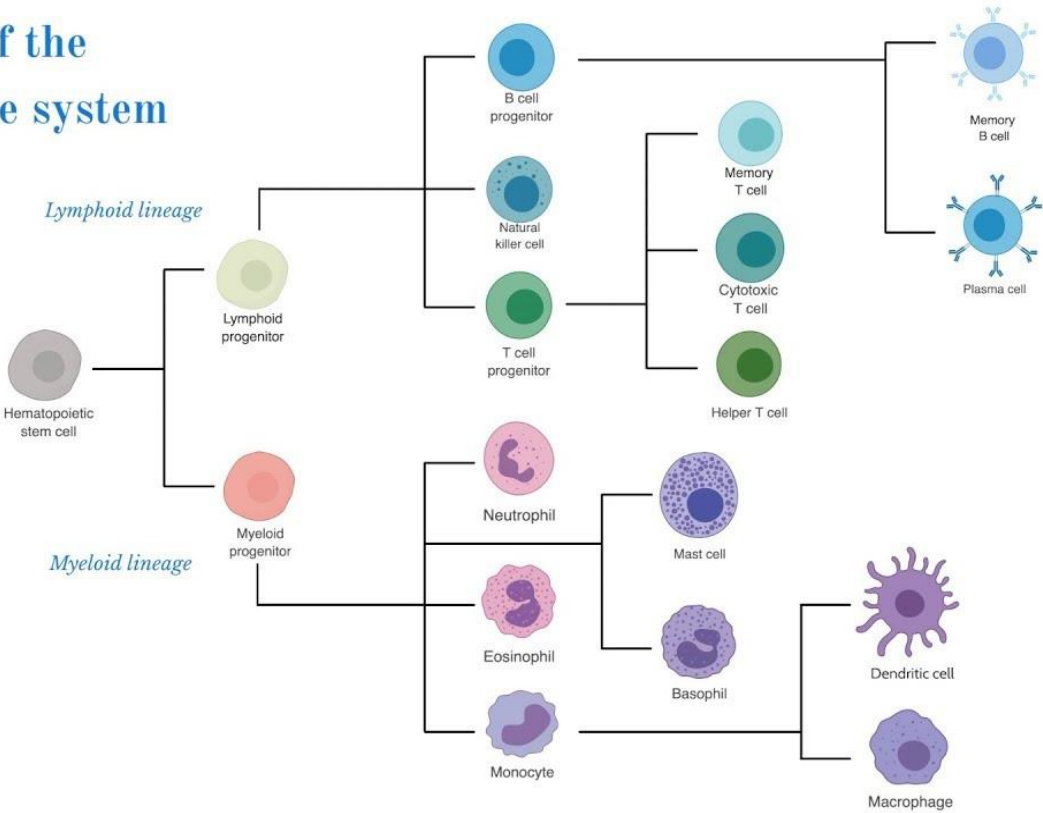 f the
e system
B cell
progenitor
Memory
B cell
Memory
T cell
Lymphoid lineage
Natural
killer cell
Cytotoxic
T cell
Plasma cell
Lymphoid
progenitor
T cell
progenitor
Helper T cell
Hematopoietic
stem cell
Neutrophil
Myeloid
progenitor
Mast cell
Myeloid lineage
Eosinophil
Basophil
Dendritic cell
Monocyte
Macrophage